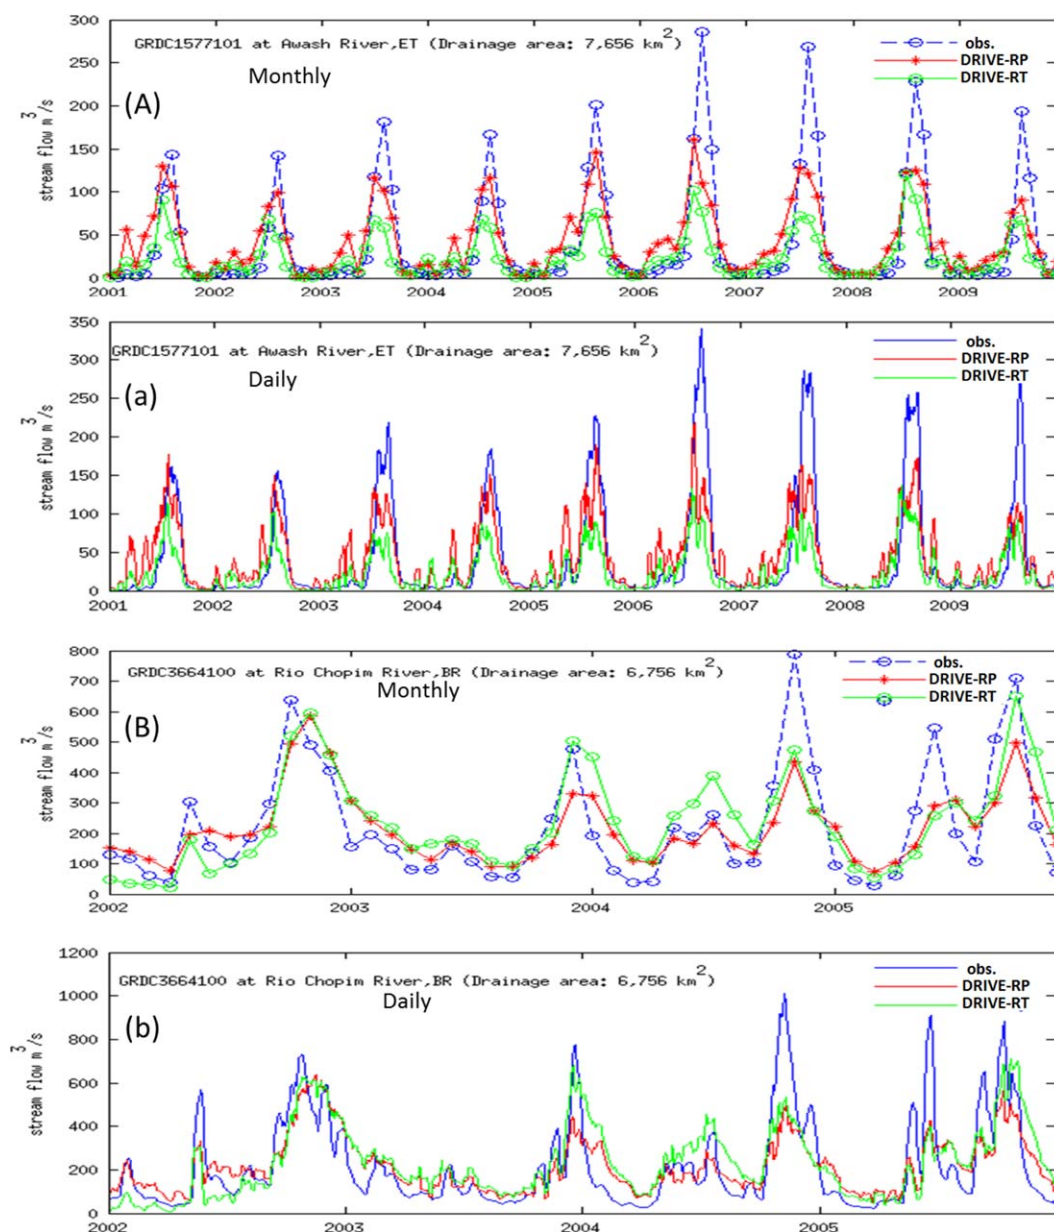 300
250
200
150
100
50
0
stream flow m3/s
GRDC1577101 at Awash River,ET (Drainage area: 7,656 km2)
Monthly
(A)
obs.
DRIVE-RP
DRIVE-RT
2001 2002 2003 2004 2005 2006 2007 2008 2009
350
300
250
200
150
100
50
0
stream flow m3/s
GRDC1577101 at Awash River,ET (Drainage area: 7,656 km2)
Daily
(a)
obs.
DRIVE-RP
DRIVE-RT
2001 2002 2003 2004 2005 2006 2007 2008 2009
800
700
600
500
400
300
200
100
0
stream flow m3/s
GRDC3664100 at Rio Chopim River,BR (Drainage area: 6,756 km2)
Monthly
(B)
obs.
DRIVE-RP
DRIVE-RT
2002 2003 2004 2005
1200
1000
800
600
400
200
0
stream flow m3/s
GRDC3664100 at Rio Chopim River,BR (Drainage area: 6,756 km2)
Daily
(b)
obs.
DRIVE-RP
DRIVE-RT
2002 2003 2004 2005